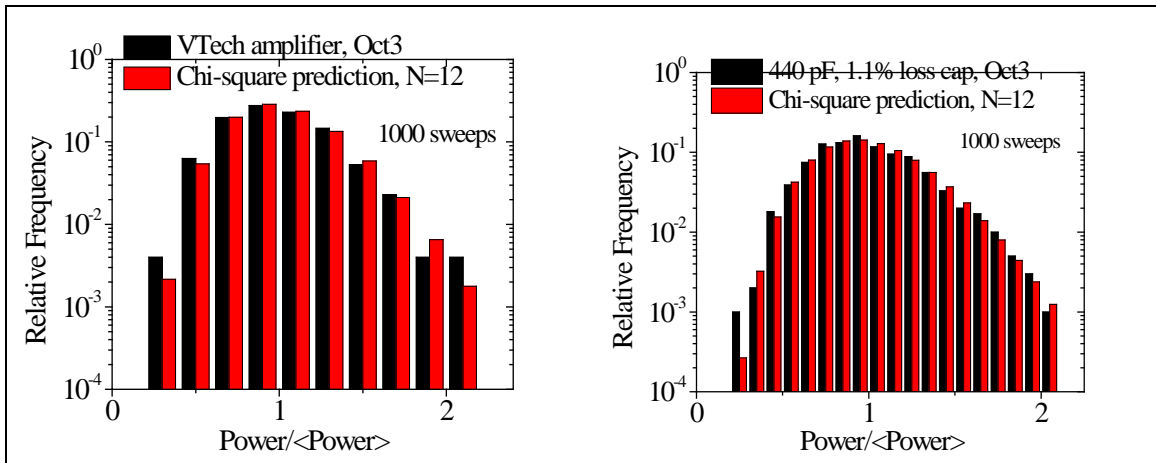 VTech amplifier, Oct3
Chi-square prediction, N=12
1000 sweeps
Relative Frequency
10^0
10^-1
10^-2
10^-3
10^-4
0
1
2
Power/<Power>
440 pF, 1.1% loss cap, Oct3
Chi-square prediction, N=12
1000 sweeps
Relative Frequency
10^0
10^-1
10^-2
10^-3
10^-4
0
1
2
Power/<Power>